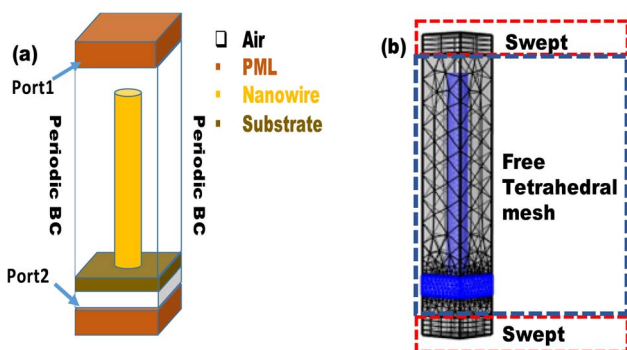 (a)
Port1
Periodic BC
Periodic BC
Port2
Air
PML
Nanowire
Substrate
(b)
Swept
Free
Tetrahedral
mesh
Swept